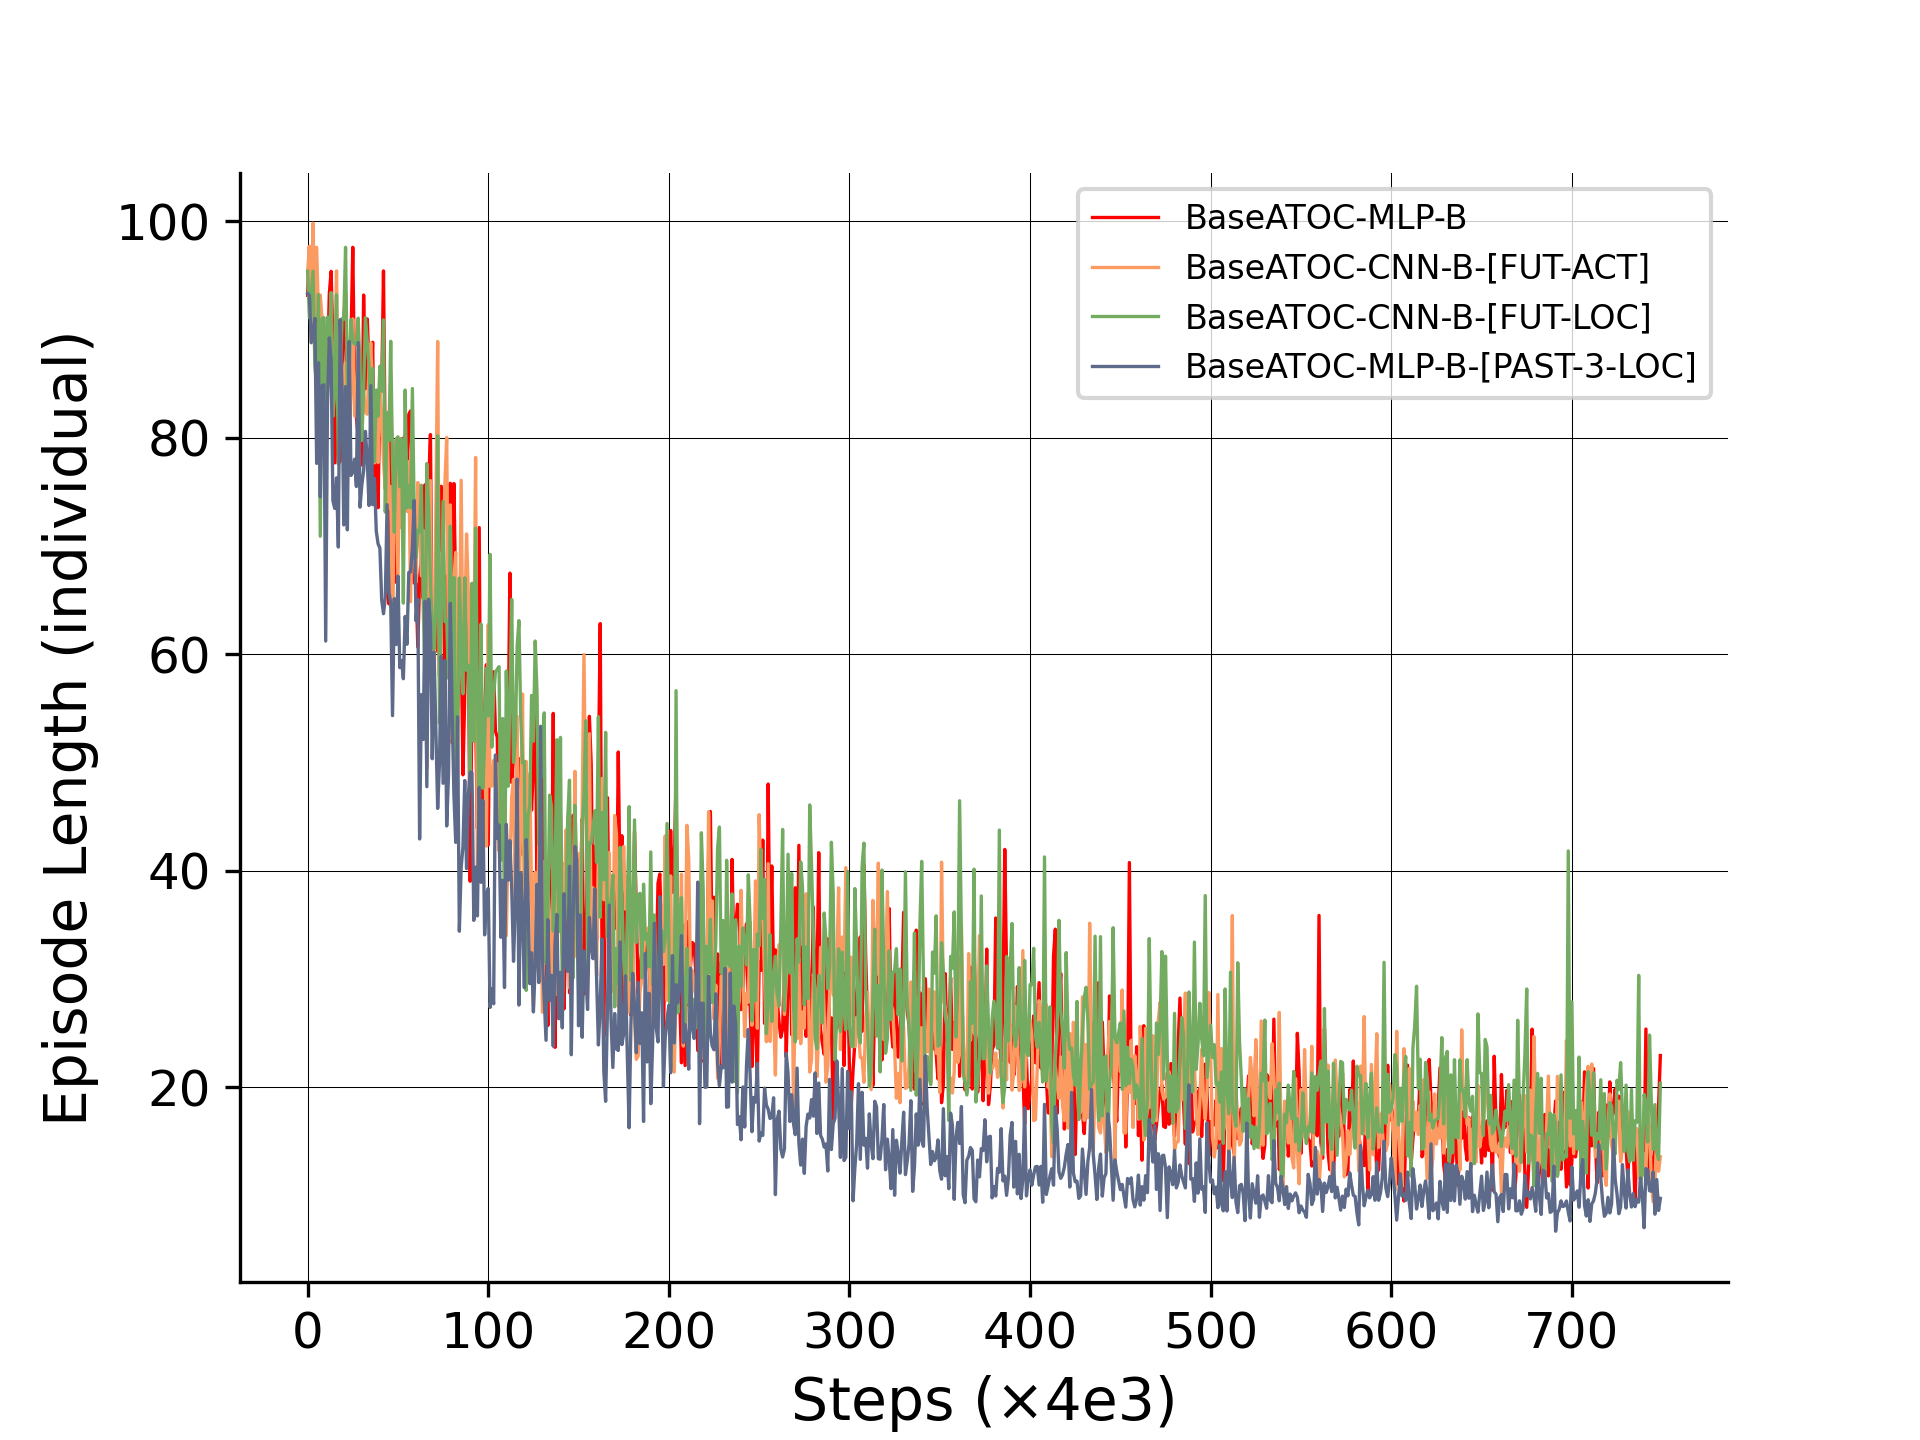 BaseATOC-MLP-B
BaseATOC-CNN-B-[FUT-ACT]
BaseATOC-CNN-B-[FUT-LOC]
BaseATOC-MLP-B-[PAST-3-LOC]
Episode Length (individual)
100
80
60
40
20
0 100 200 300 400 500 600 700
Steps (×4e3)